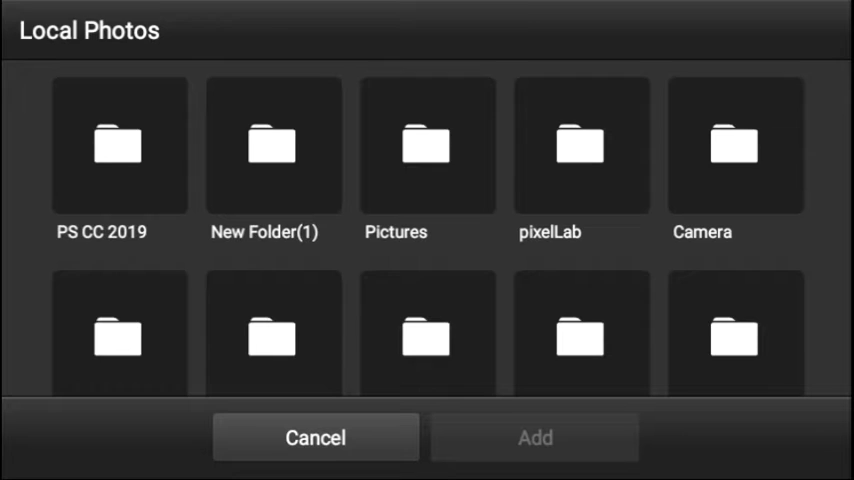 Local Photos
PS CC 2019
New Folder(1)
Pictures
pixelLab
Camera
Cancel
Add